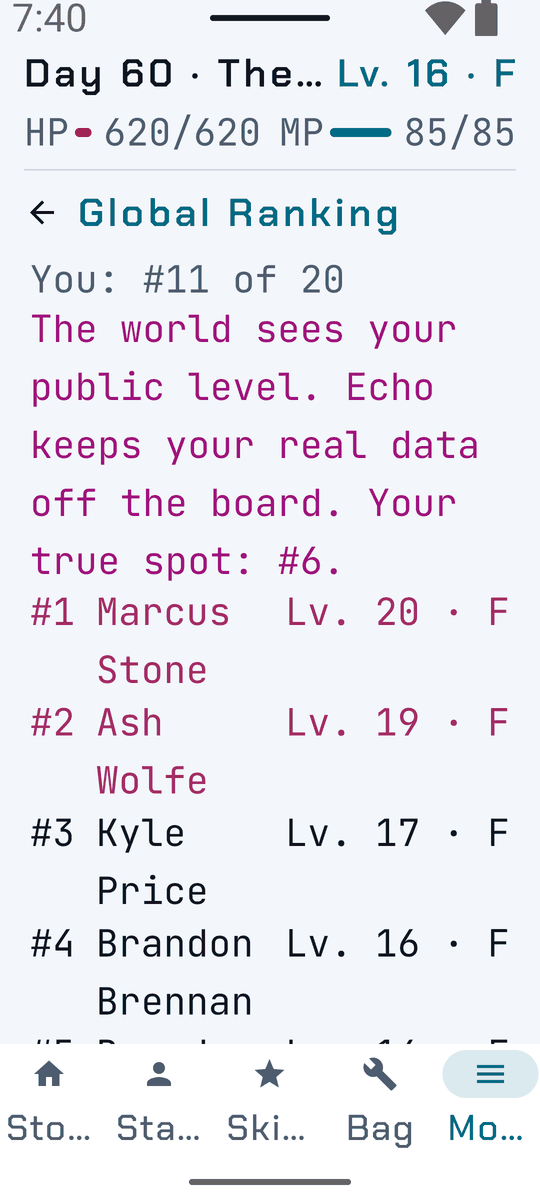 7:40
Day 60 · The… Lv. 16 · F
HP 620/620 MP 85/85
← Global Ranking
You: #11 of 20
The world sees your
public level. Echo
keeps your real data
off the board. Your
true spot: #6.
#1 Marcus Lv. 20 · F
Stone
#2 Ash Lv. 19 · F
Wolfe
#3 Kyle Lv. 17 · F
Price
#4 Brandon Lv. 16 · F
Brennan
Sto… Sta… Ski… Bag Mo…